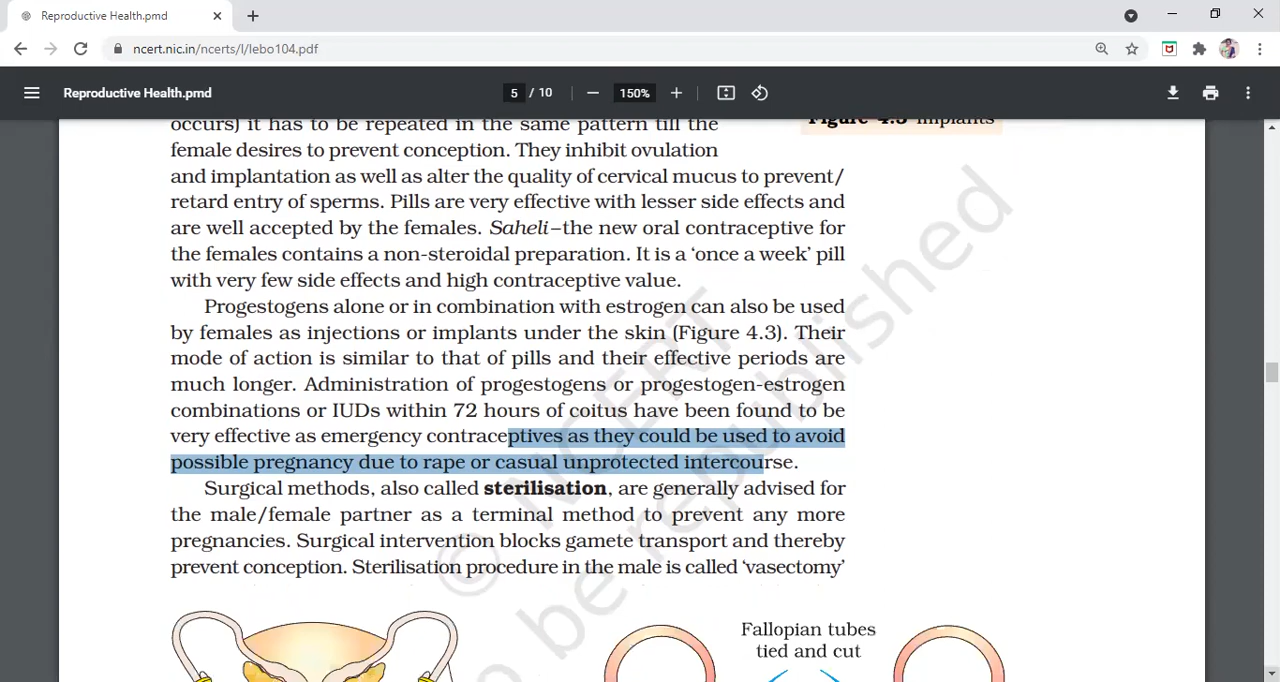 Reproductive Health.pmd
ncert.nic.in/ncerts/l/lebo104.pdf
Reproductive Health.pmd
5 / 10
150%
occurs) it has to be repeated in the same pattern till the
Figure 4.3 Implants
female desires to prevent conception. They inhibit ovulation
and implantation as well as alter the quality of cervical mucus to prevent/
retard entry of sperms. Pills are very effective with lesser side effects and
are well accepted by the females. Saheli–the new oral contraceptive for
the females contains a non-steroidal preparation. It is a ‘once a week’ pill
with very few side effects and high contraceptive value.
Progestogens alone or in combination with estrogen can also be used
by females as injections or implants under the skin (Figure 4.3). Their
mode of action is similar to that of pills and their effective periods are
much longer. Administration of progestogens or progestogen-estrogen
combinations or IUDs within 72 hours of coitus have been found to be
very effective as emergency contraceptives as they could be used to avoid
possible pregnancy due to rape or casual unprotected intercourse.
Surgical methods, also called sterilisation, are generally advised for
the male/female partner as a terminal method to prevent any more
pregnancies. Surgical intervention blocks gamete transport and thereby
prevent conception. Sterilisation procedure in the male is called ‘vasectomy’
Fallopian tubes
tied and cut
© NCERT
to be republished